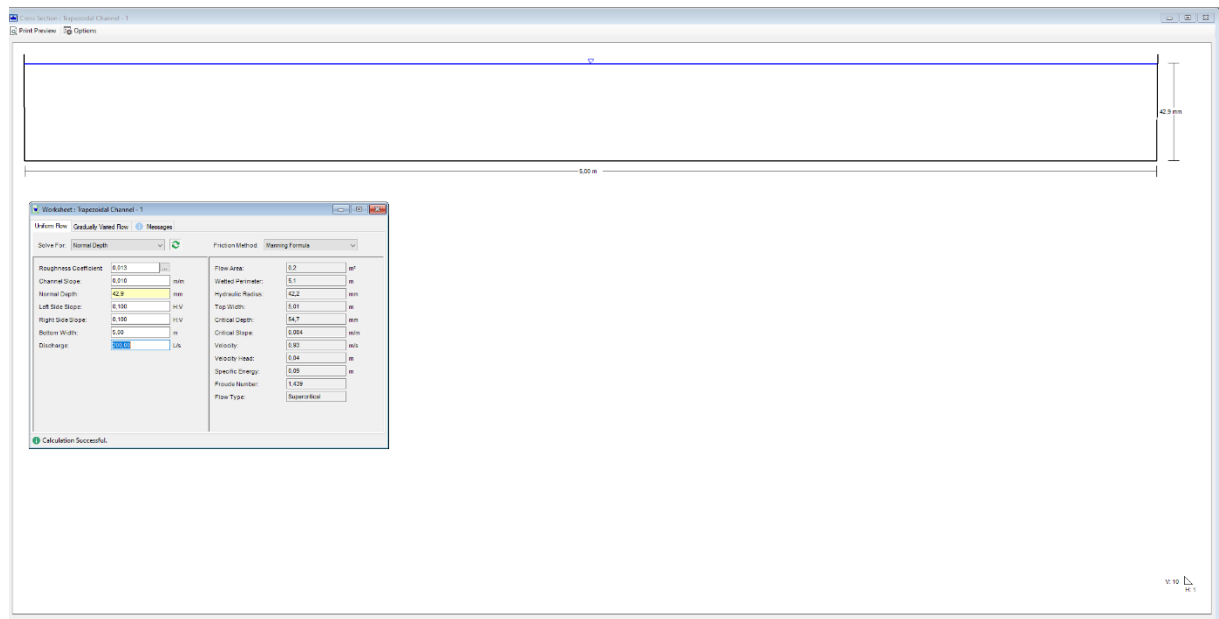 Cross Section : Trapezoidal Channel - 1
Print Preview Options
42.9 mm
5.00 m
Worksheet : Trapezoidal Channel - 1
Uniform Flow Gradually Varied Flow Messages
Solve For: Normal Depth Friction Method Manning Formula
Roughness Coefficient 0,013 ...
Channel Slope: 0,010 m/m
Normal Depth: 42,9 mm
Left Side Slope: 0,100 H:V
Right Side Slope: 0,100 H:V
Bottom Width: 5,00 m
Discharge: 200,00 L/s
Flow Area: 0,2 m²
Wetted Perimeter: 5,1 m
Hydraulic Radius: 42,2 mm
Top Width: 5,01 m
Critical Depth: 54,7 mm
Critical Slope: 0,004 m/m
Velocity: 0,93 m/s
Velocity Head: 0,04 m
Specific Energy: 0,09 m
Froude Number: 1,439
Flow Type: Supercritical
Calculation Successful.
V: 10
H: 1